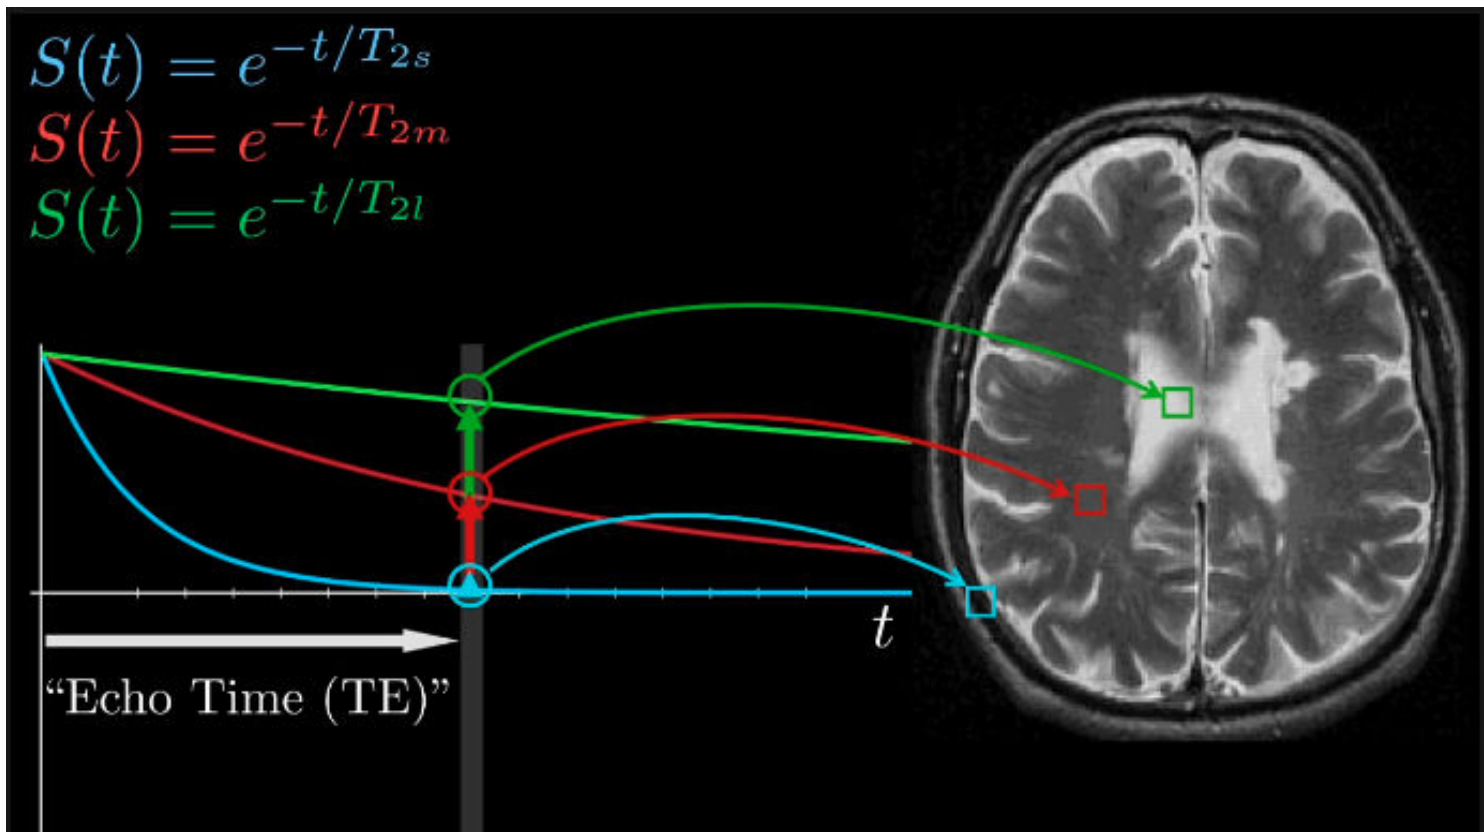 S(t) = e^{-t/T_{2s}}
S(t) = e^{-t/T_{2m}}
S(t) = e^{-t/T_{2l}}
t
“Echo Time (TE)”